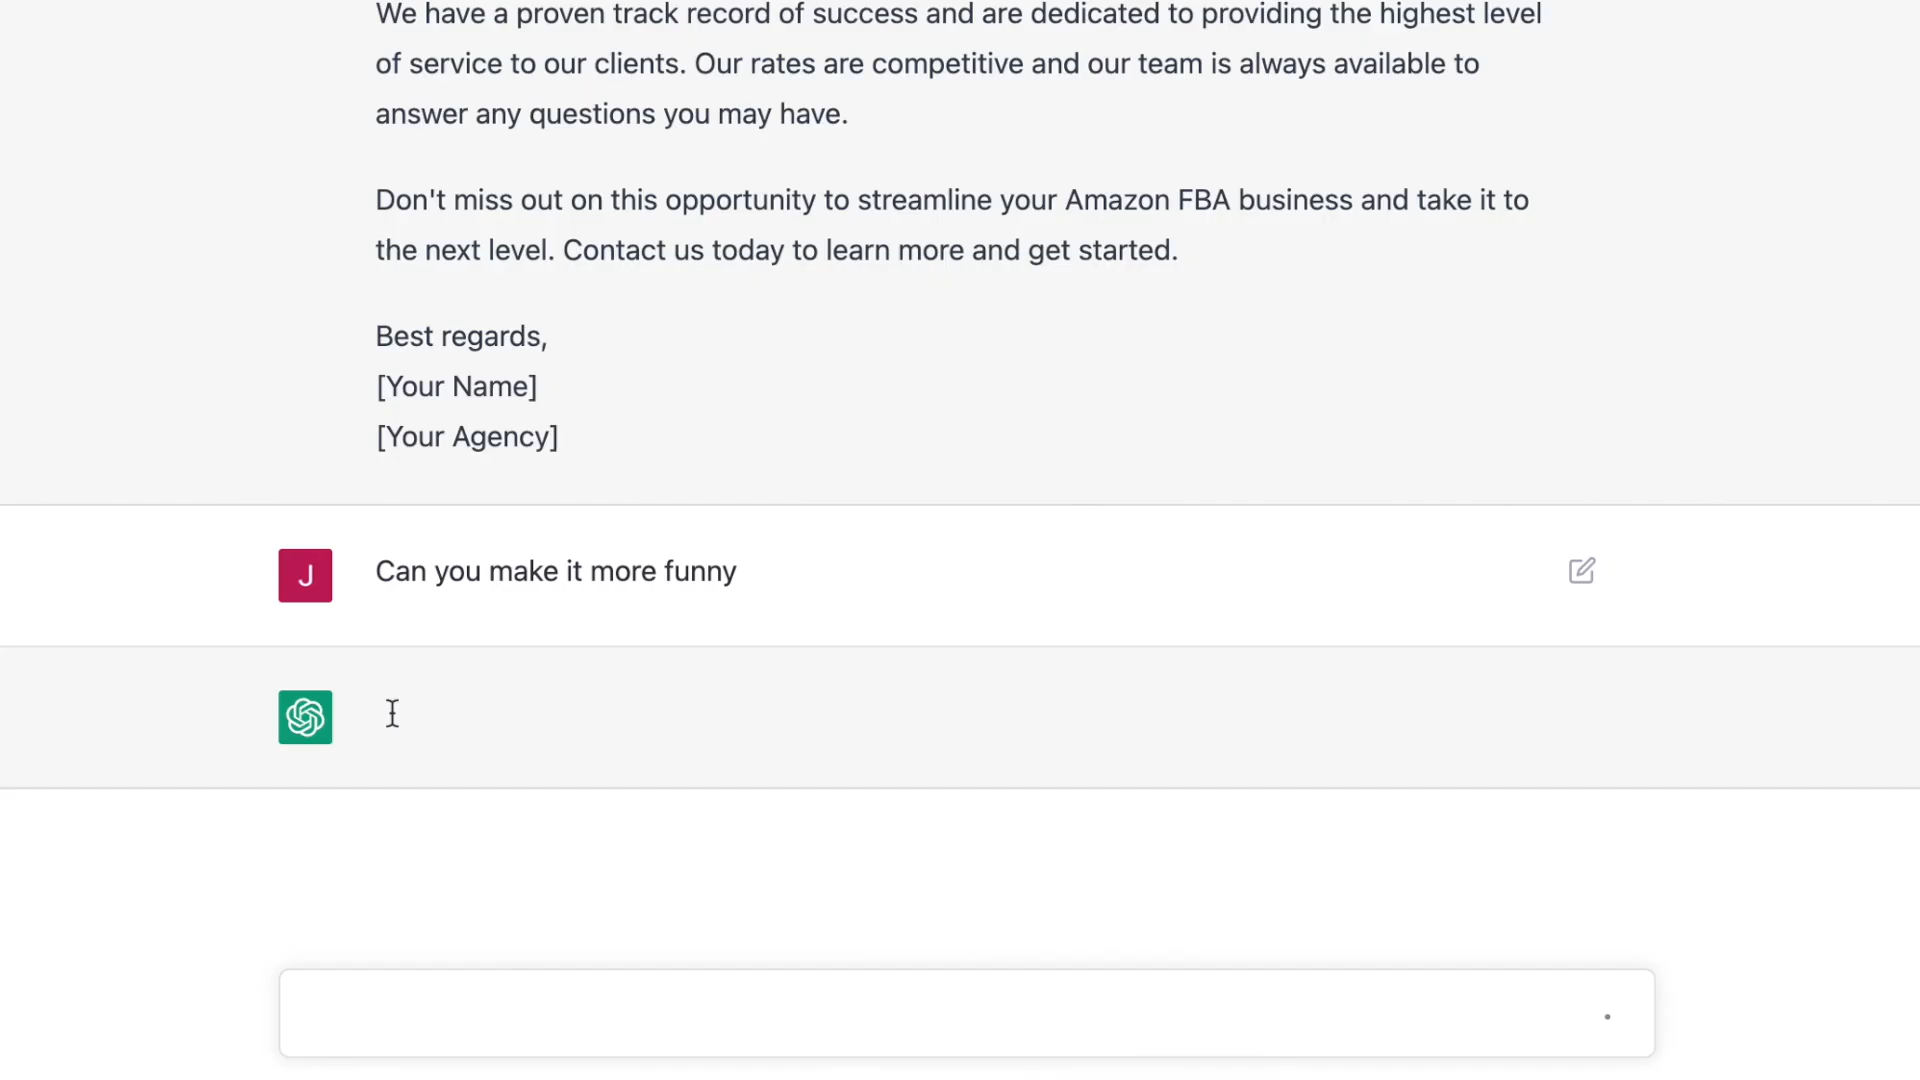 We have a proven track record of success and are dedicated to providing the highest level
of service to our clients. Our rates are competitive and our team is always available to
answer any questions you may have.
Don't miss out on this opportunity to streamline your Amazon FBA business and take it to
the next level. Contact us today to learn more and get started.
Best regards,
[Your Name]
[Your Agency]
J
Can you make it more funny